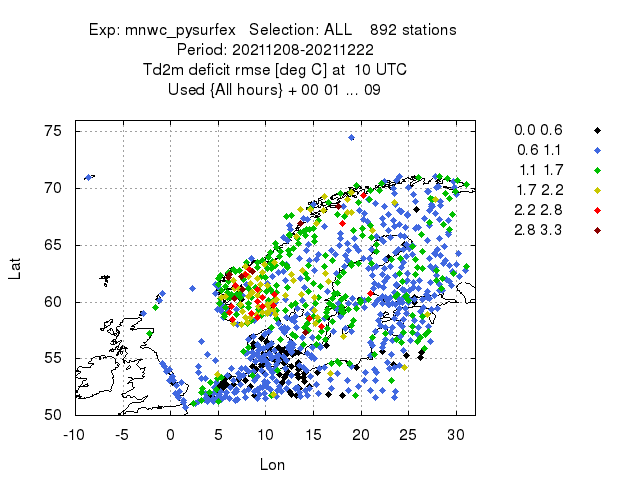 Exp: mnwc_pysurfex Selection: ALL 892 stations
Period: 20211208-20211222
Td2m deficit rmse [deg C] at 10 UTC
Used {All hours} + 00 01 ... 09
75
70
65
60
55
50
Lat
-10 -5 0 5 10 15 20 25 30
Lon
0.0 0.6
0.6 1.1
1.1 1.7
1.7 2.2
2.2 2.8
2.8 3.3